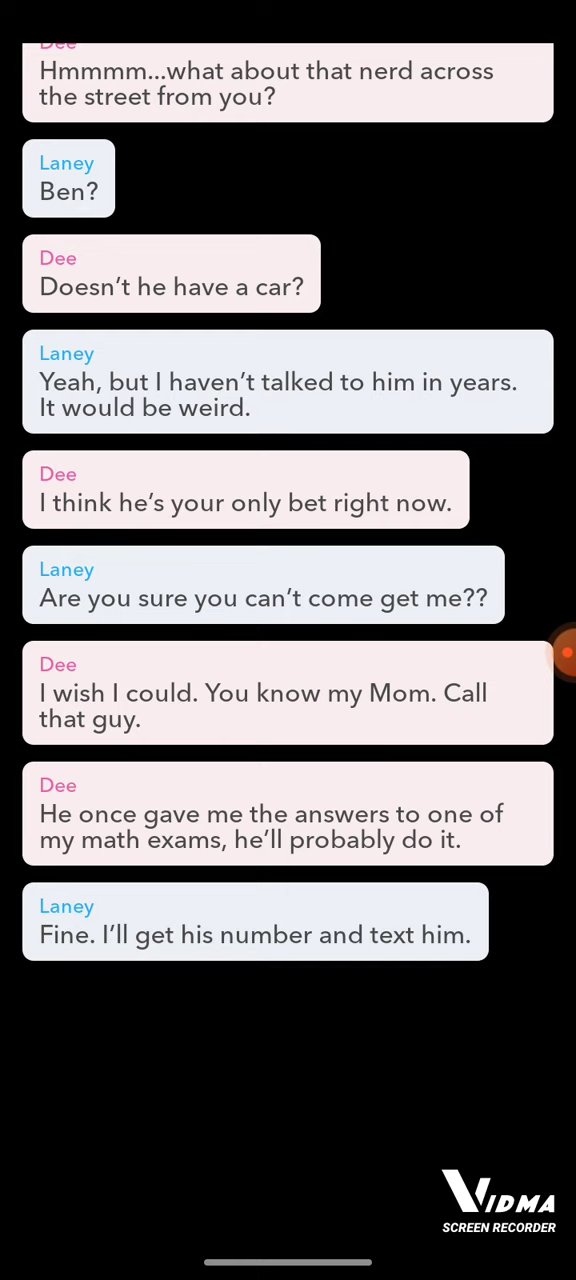 Dee
Hmmmm...what about that nerd across
the street from you?
Laney
Ben?
Dee
Doesn’t he have a car?
Laney
Yeah, but I haven’t talked to him in years.
It would be weird.
Dee
I think he’s your only bet right now.
Laney
Are you sure you can’t come get me??
Dee
I wish I could. You know my Mom. Call
that guy.
Dee
He once gave me the answers to one of
my math exams, he’ll probably do it.
Laney
Fine. I’ll get his number and text him.
VIDMA
SCREEN RECORDER